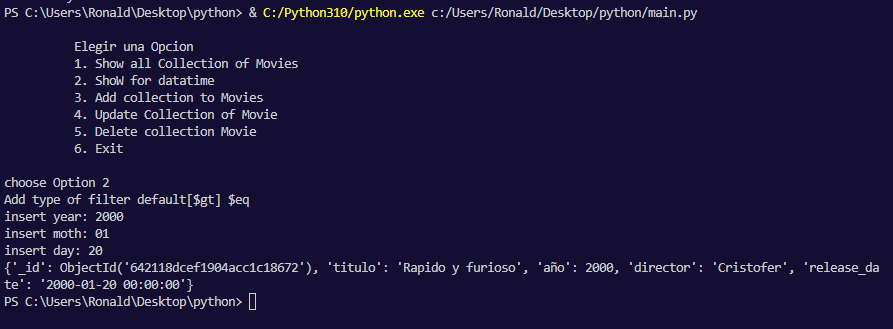 PS C:\Users\Ronald\Desktop\python> & C:/Python310/python.exe c:/Users/Ronald/Desktop/python/main.py
Elegir una Opcion
1. Show all Collection of Movies
2. ShoW for datatime
3. Add collection to Movies
4. Update Collection of Movie
5. Delete collection Movie
6. Exit
choose Option 2
Add type of filter default[$gt] $eq
insert year: 2000
insert moth: 01
insert day: 20
{'_id': ObjectId('642118dcef1904acc1c18672'), 'titulo': 'Rapido y furioso', 'año': 2000, 'director': 'Cristofer', 'release_da
te': '2000-01-20 00:00:00'}
PS C:\Users\Ronald\Desktop\python>